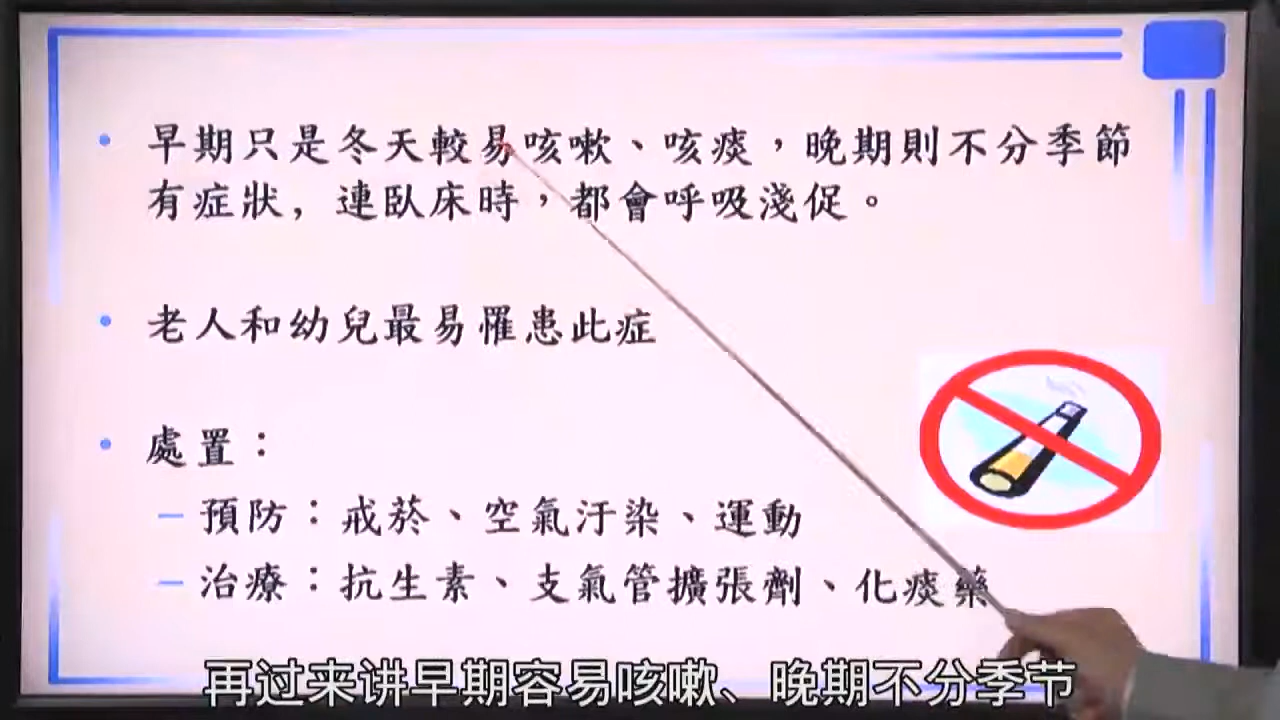 早期只是冬天較易咳嗽、咳痰，晚期則不分季節
有症狀，連臥床時，都會呼吸淺促。
老人和幼兒最易罹患此症
處置：
預防：戒菸、空氣汙染、運動
治療：抗生素、支氣管擴張劑、化痰藥
再过来讲早期容易咳嗽、晚期不分季节